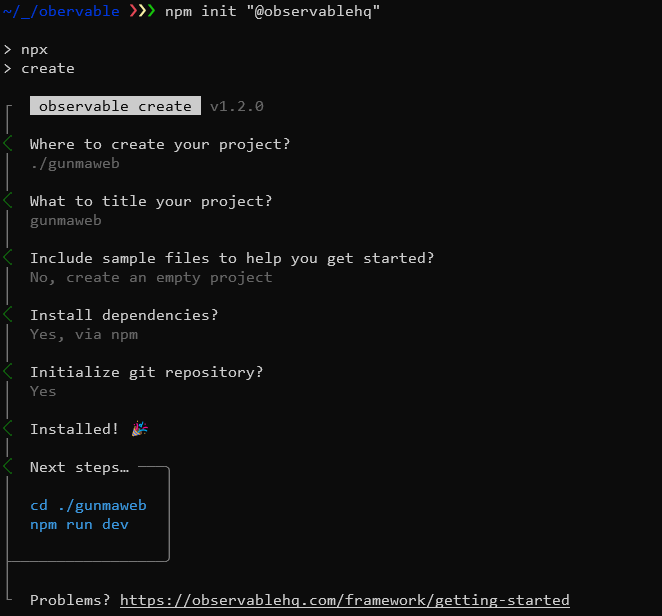 ~/_/obervable ❯❯❯ npm init "@observablehq"
> npx
> create
observable create v1.2.0
Where to create your project?
./gunmaweb
What to title your project?
gunmaweb
Include sample files to help you get started?
No, create an empty project
Install dependencies?
Yes, via npm
Initialize git repository?
Yes
Installed! 🎉
Next steps…
cd ./gunmaweb
npm run dev
Problems? https://observablehq.com/framework/getting-started